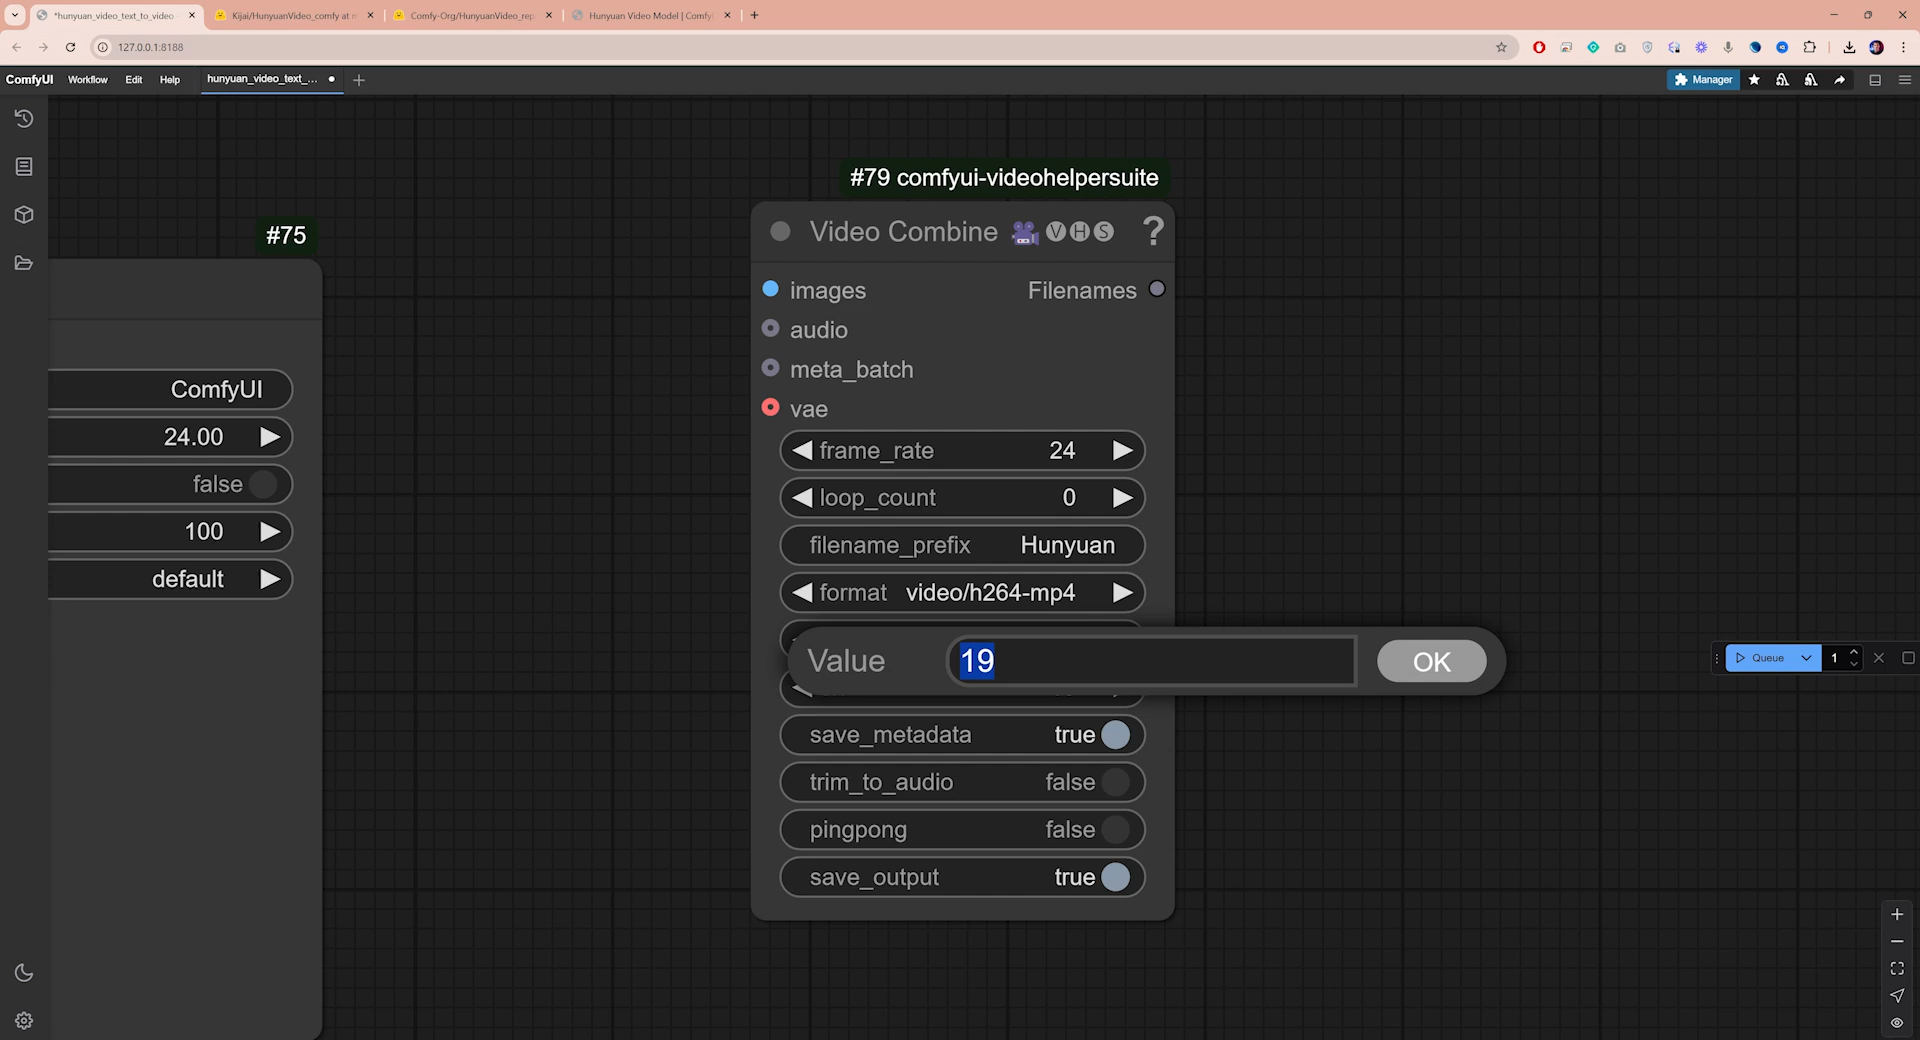 *hunyuan_video_text_to_video
Kijai/HunyuanVideo_comfy at m
Comfy-Org/HunyuanVideo_rep
Hunyuan Video Model | ComfyU
127.0.0.1:8188
ComfyUI
Workflow
Edit
Help
hunyuan_video_text_...
Manager
#79 comfyui-videohelpersuite
#75
Video Combine VHS ?
images
Filenames
audio
meta_batch
vae
ComfyUI
24.00
false
100
default
frame_rate 24
loop_count 0
filename_prefix Hunyuan
format video/h264-mp4
Value 19 OK
save_metadata true
trim_to_audio false
pingpong false
save_output true
Queue 1